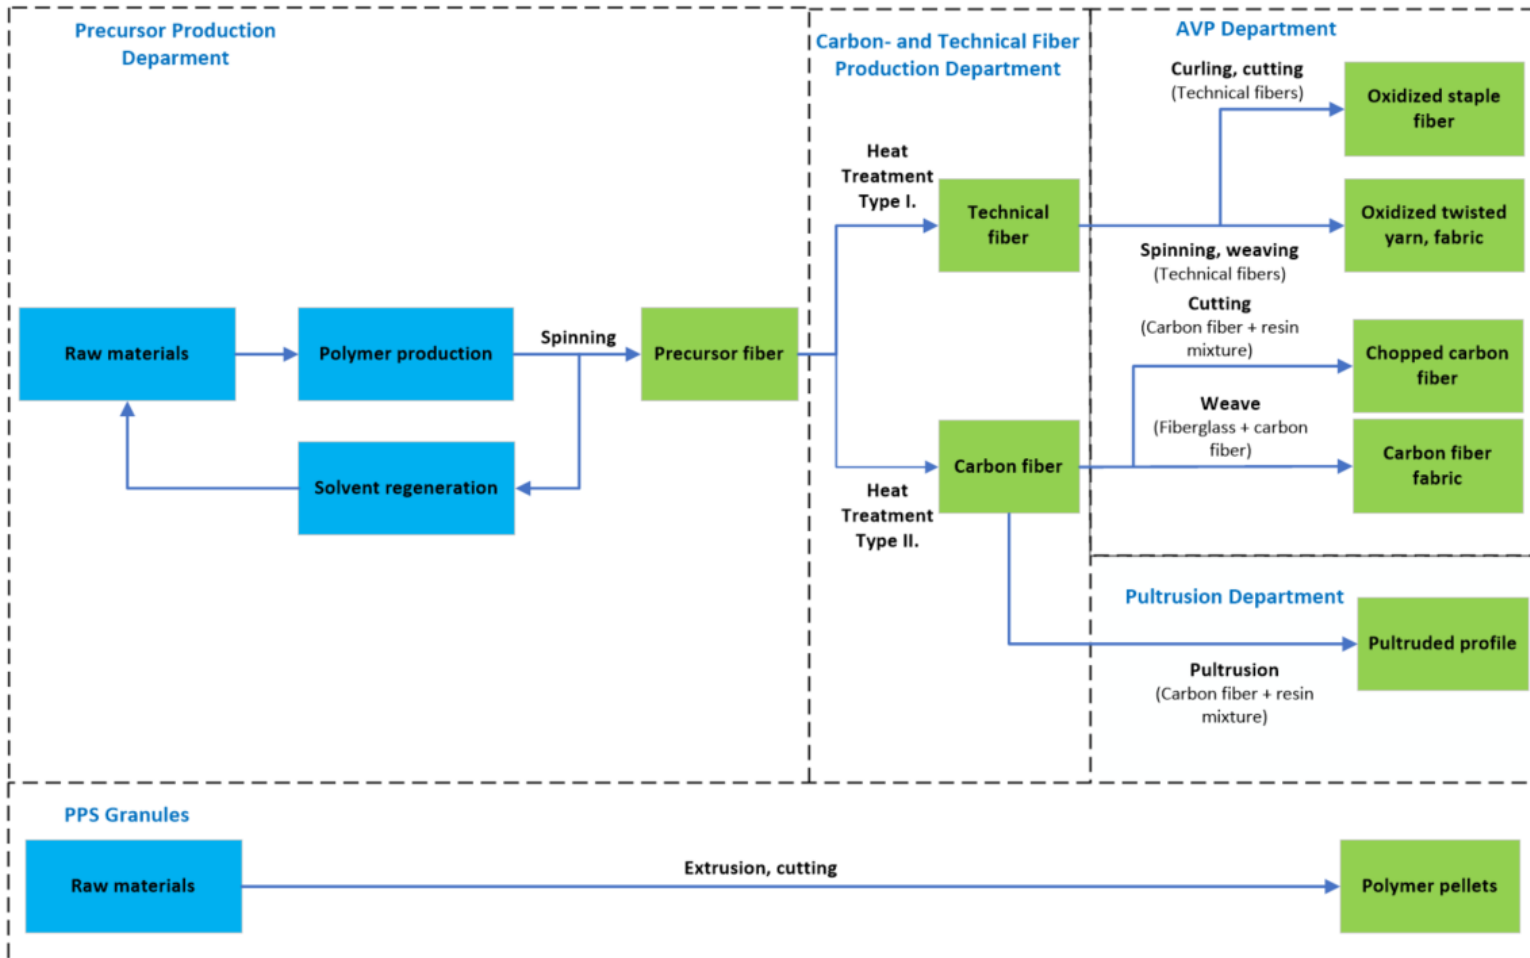 Precursor Production
Deparment
Raw materials
Polymer production
Spinning
Precursor fiber
Solvent regeneration
Carbon- and Technical Fiber
Production Department
Heat
Treatment
Type I.
Technical
fiber
Carbon fiber
Heat
Treatment
Type II.
AVP Department
Curling, cutting
(Technical fibers)
Oxidized staple
fiber
Oxidized twisted
yarn, fabric
Spinning, weaving
(Technical fibers)
Cutting
(Carbon fiber + resin
mixture)
Chopped carbon
fiber
Weave
(Fiberglass + carbon
fiber)
Carbon fiber
fabric
Pultrusion Department
Pultruded profile
Pultrusion
(Carbon fiber + resin
mixture)
PPS Granules
Raw materials
Extrusion, cutting
Polymer pellets